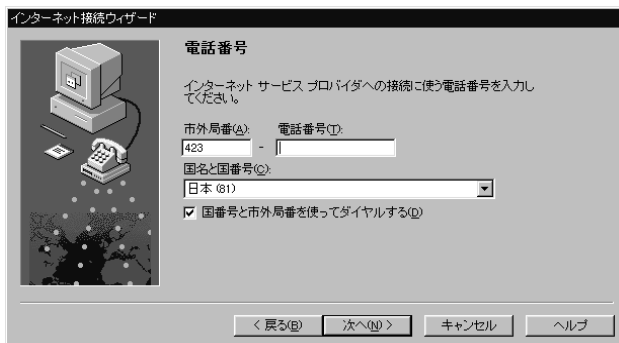 インターネット接続ウィザード
電話番号
インターネット サービス プロバイダへの接続に使う電話番号を入力し
てください。
市外局番(A): 電話番号(T):
423 -
国名と国番号(C):
日本 (81)
国番号と市外局番を使ってダイヤルする(D)
< 戻る(B) 次へ(N) > キャンセル ヘルプ